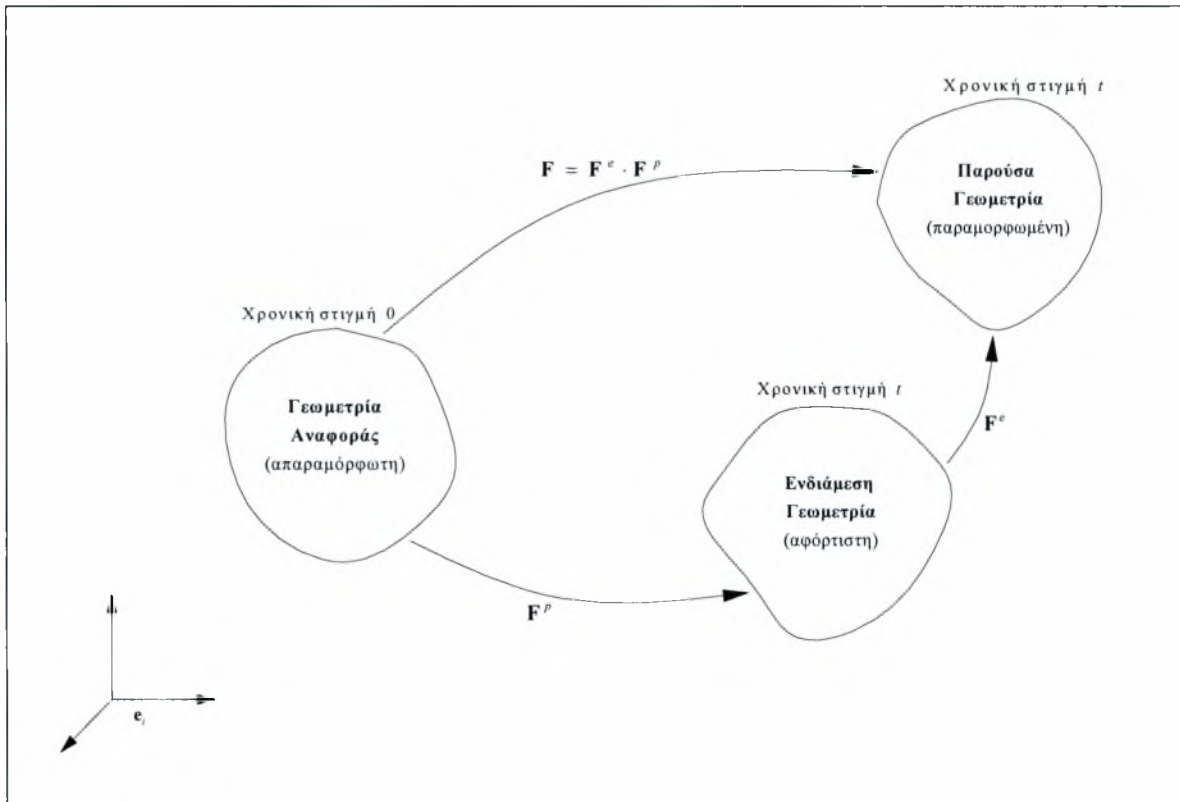 Χρονική στιγμή t
F = F^e · F^p
Παρούσα
Γεωμετρία
(παραμορφωμένη)
Χρονική στιγμή 0
Γεωμετρία
Αναφοράς
(απαραμόρφωτη)
Χρονική στιγμή t
F^e
Ενδιάμεση
Γεωμετρία
(αφόρτιστη)
F^p
e_i